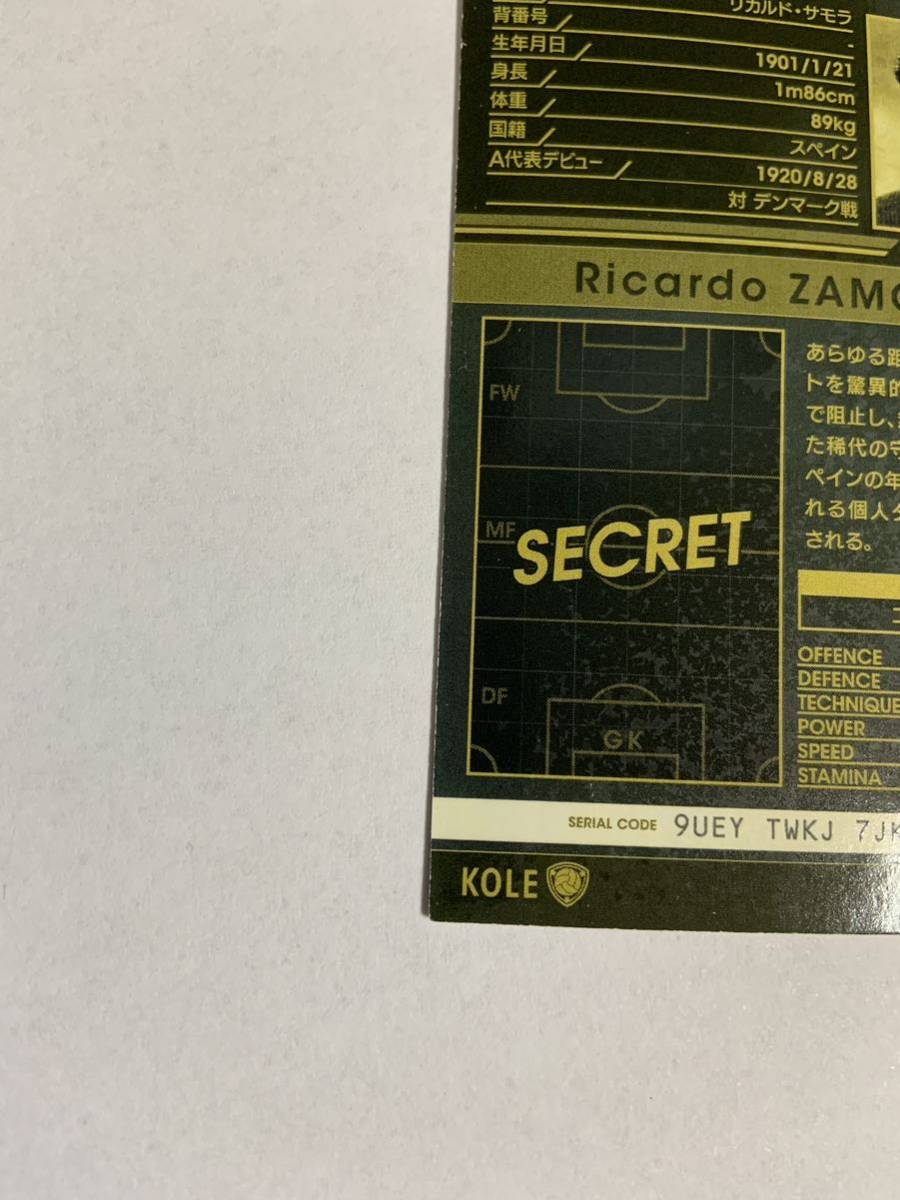 リカルド・サモラ
背番号
-
生年月日
1901/1/21
身長
1m86cm
体重
89kg
国籍
スペイン
A代表デビュー
1920/8/28
対 デンマーク戦
Ricardo ZAMO
FW
MF
SECRET
DF
GK
あらゆる距
トを驚異的
で阻止し、
た稀代の守
ペインの年
れる個人タ
される。
OFFENCE
DEFENCE
TECHNIQUE
POWER
SPEED
STAMINA
SERIAL CODE 9UEY TWKJ 7JK
KOLE